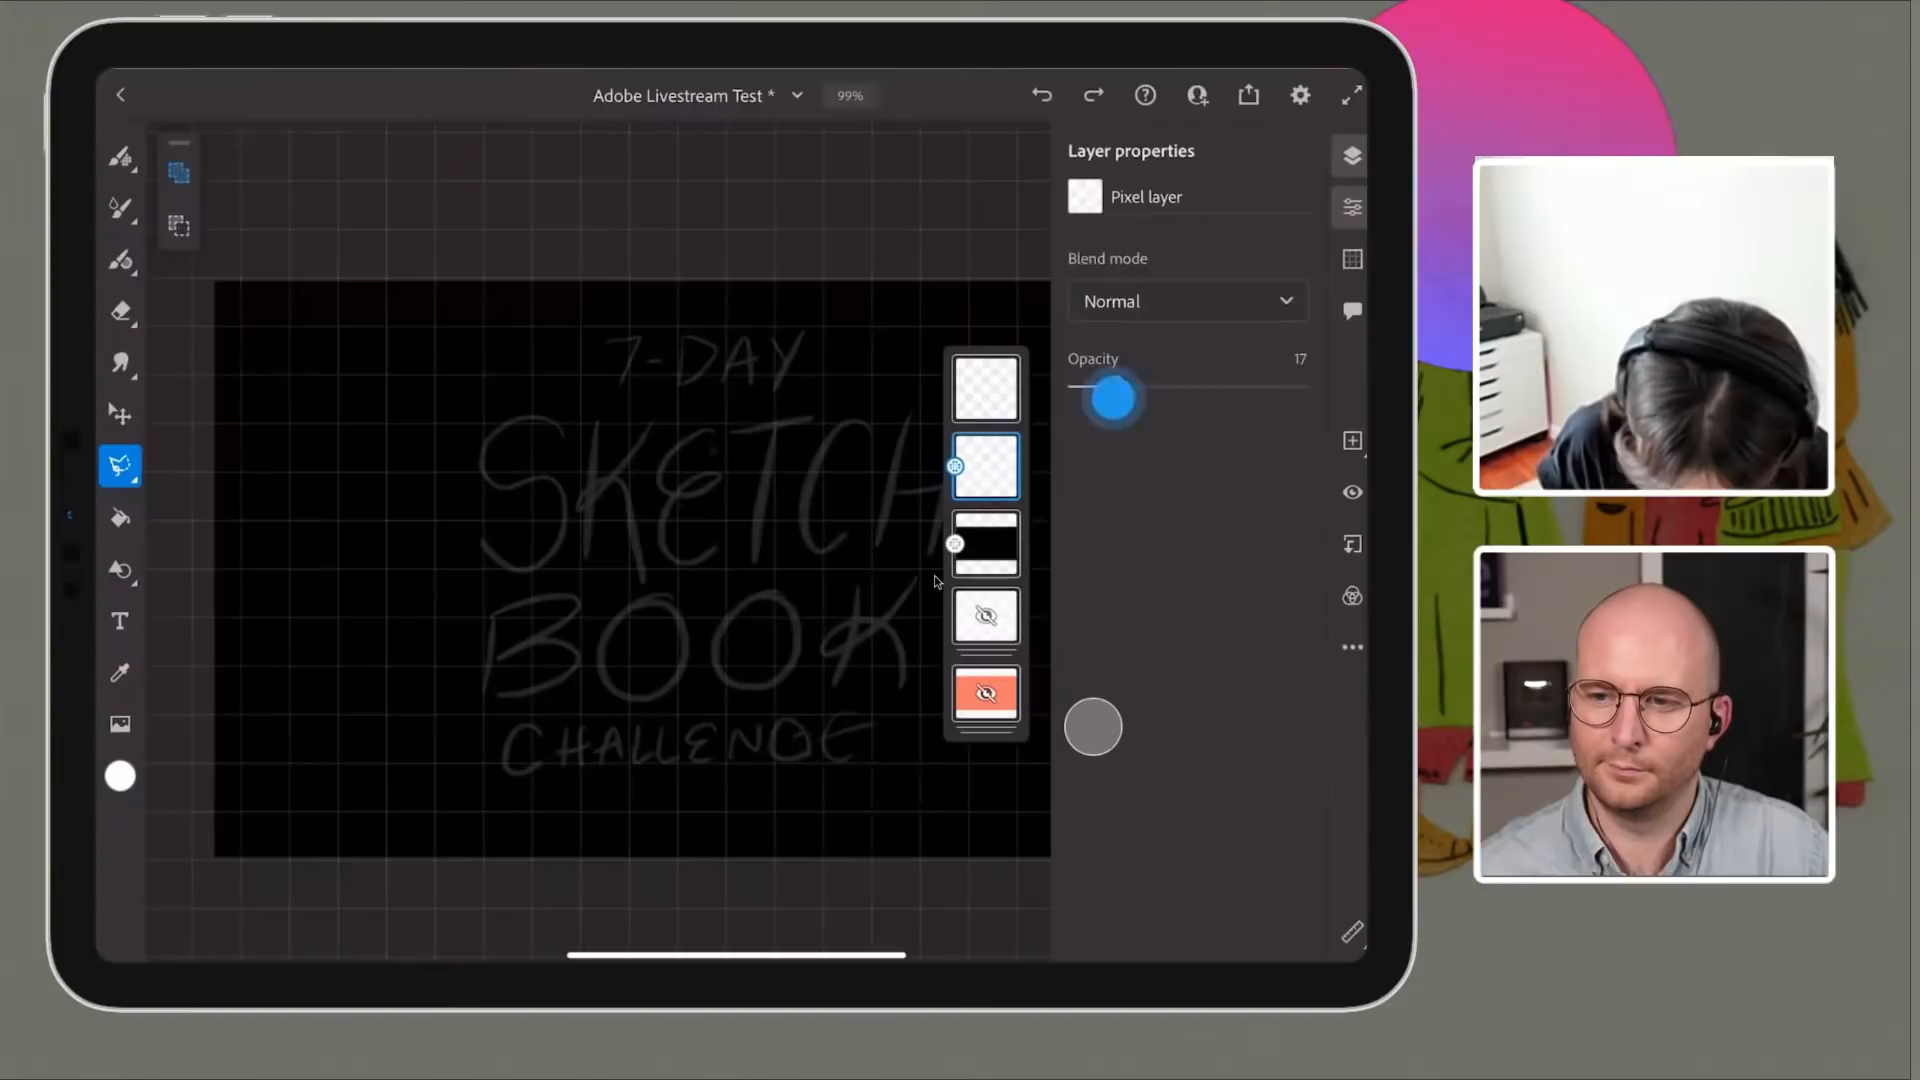 Adobe Livestream Test *
99%
Layer properties
Pixel layer
Blend mode
Normal
Opacity 17
T
7-DAY
SKETCH
BOOK
CHALLENGE